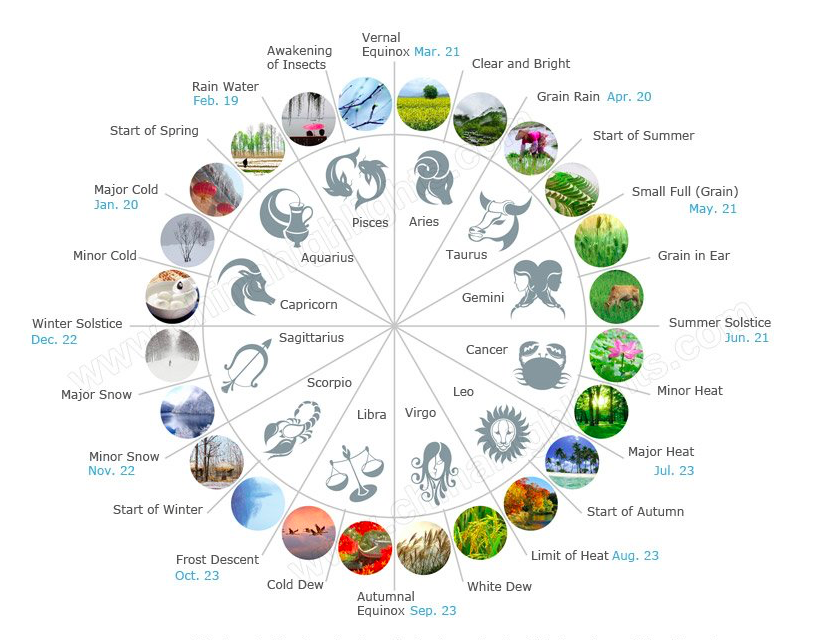 Vernal
Equinox Mar. 21
Awakening
of Insects
Clear and Bright
Rain Water
Feb. 19
Grain Rain Apr. 20
Start of Spring
Start of Summer
Major Cold
Jan. 20
Small Full (Grain)
May. 21
Pisces
Aries
Aquarius
Taurus
Minor Cold
Grain in Ear
Capricorn
Gemini
Winter Solstice
Dec. 22
Summer Solstice
Jun. 21
Sagittarius
Cancer
Scorpio
Leo
Major Snow
Minor Heat
Libra
Virgo
Minor Snow
Nov. 22
Major Heat
Jul. 23
Start of Winter
Start of Autumn
Frost Descent
Oct. 23
Limit of Heat Aug. 23
Cold Dew
White Dew
Autumnal
Equinox Sep. 23